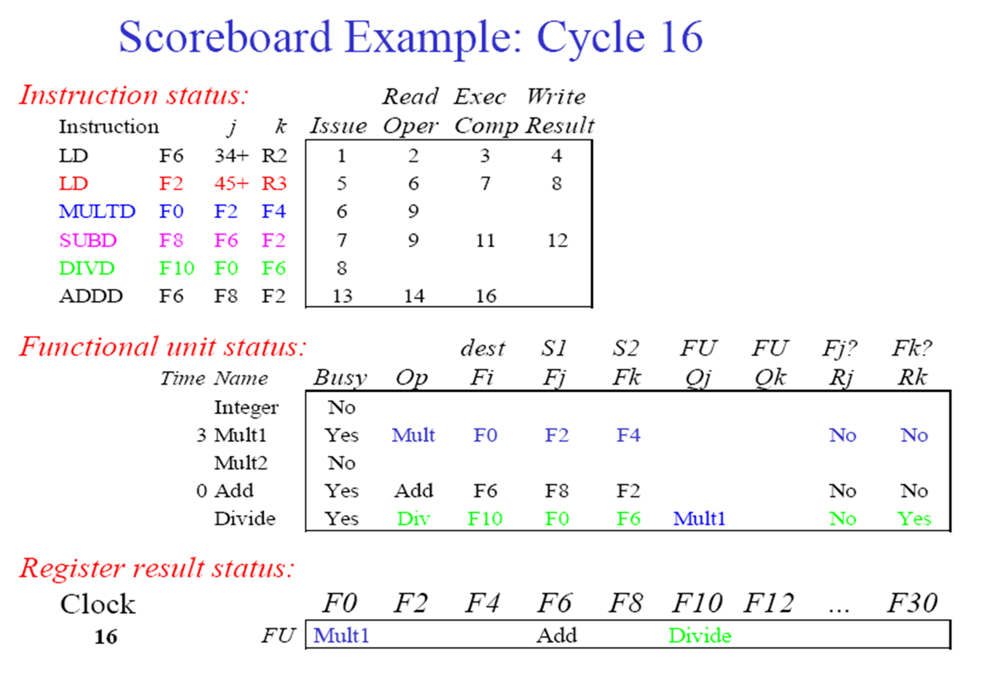 Scoreboard Example: Cycle 16
Instruction status: Read Exec Write
Instruction j k Issue Oper Comp Result
LD F6 34+ R2 1 2 3 4
LD F2 45+ R3 5 6 7 8
MULTD F0 F2 F4 6 9
SUBD F8 F6 F2 7 9 11 12
DIVD F10 F0 F6 8
ADDD F6 F8 F2 13 14 16
Functional unit status: dest S1 S2 FU FU Fj? Fk?
Time Name Busy Op Fi Fj Fk Qj Qk Rj Rk
Integer No
3 Mult1 Yes Mult F0 F2 F4 No No
Mult2 No
0 Add Yes Add F6 F8 F2 No No
Divide Yes Div F10 F0 F6 Mult1 No Yes
Register result status:
Clock F0 F2 F4 F6 F8 F10 F12 ... F30
16 FU Mult1 Add Divide